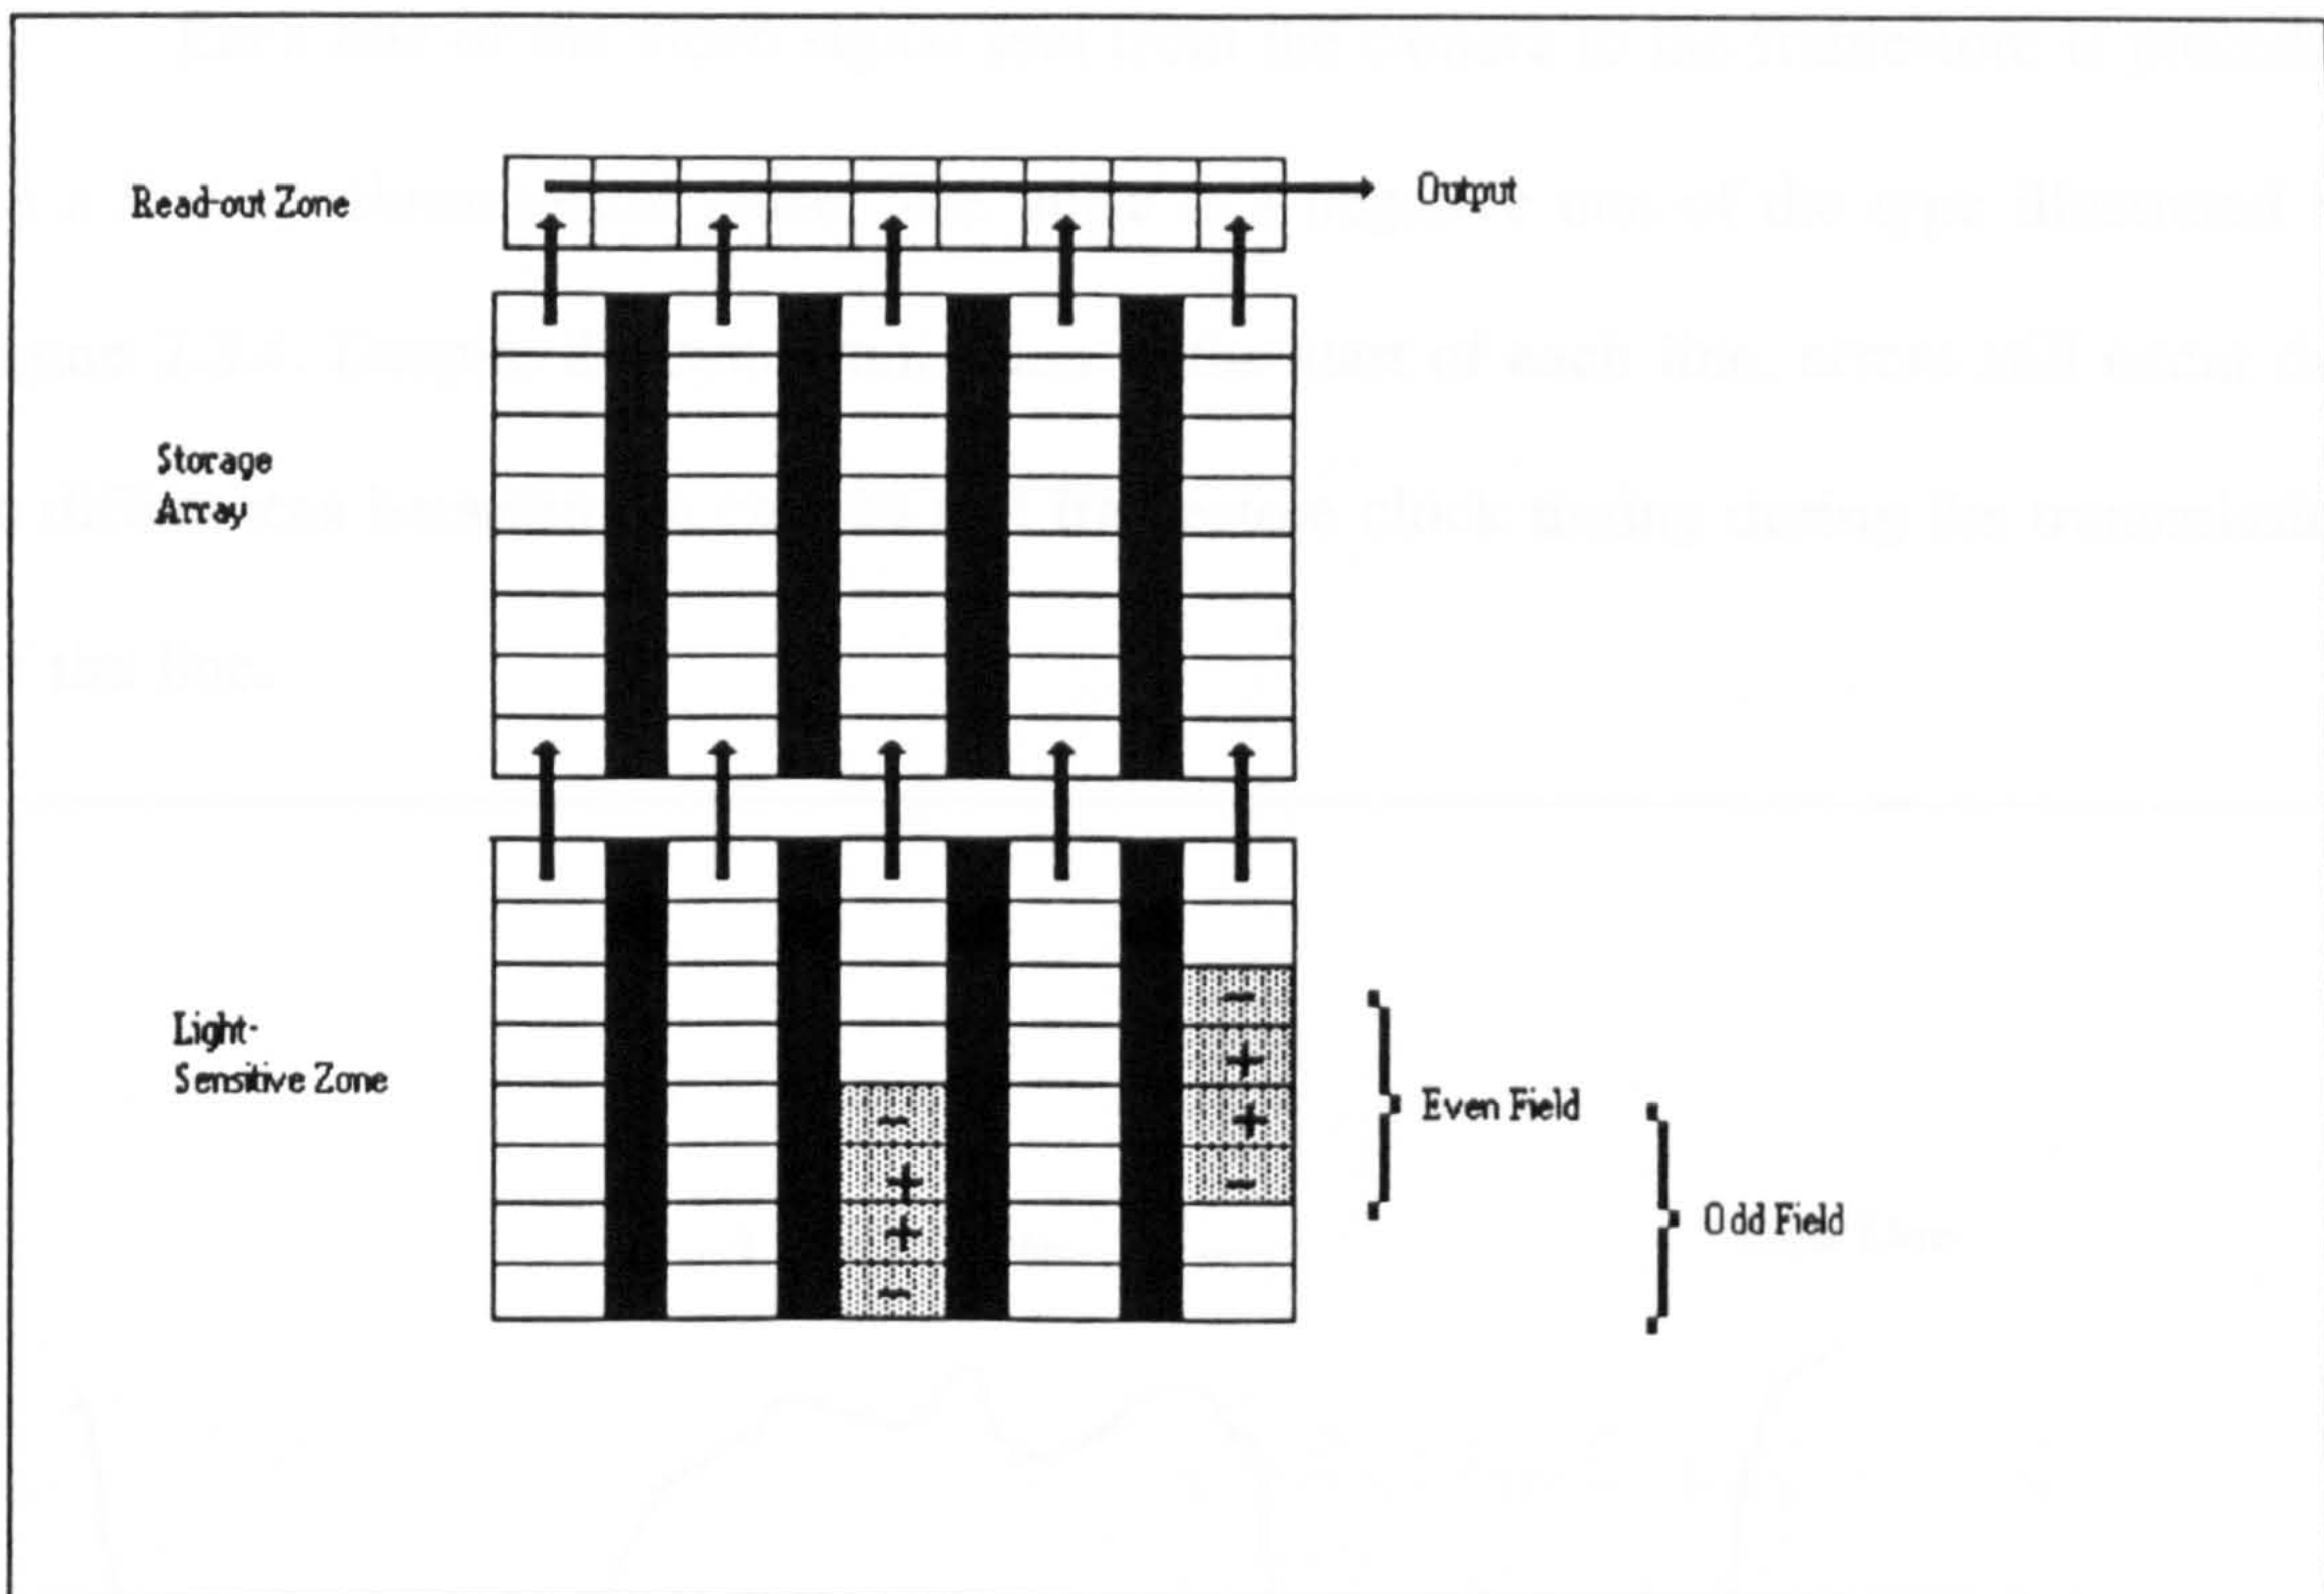 Read-out Zone
Output
Storage
Array
Light-
Sensitive Zone
-
+
+
-
-
+
+
-
Even Field
Odd Field